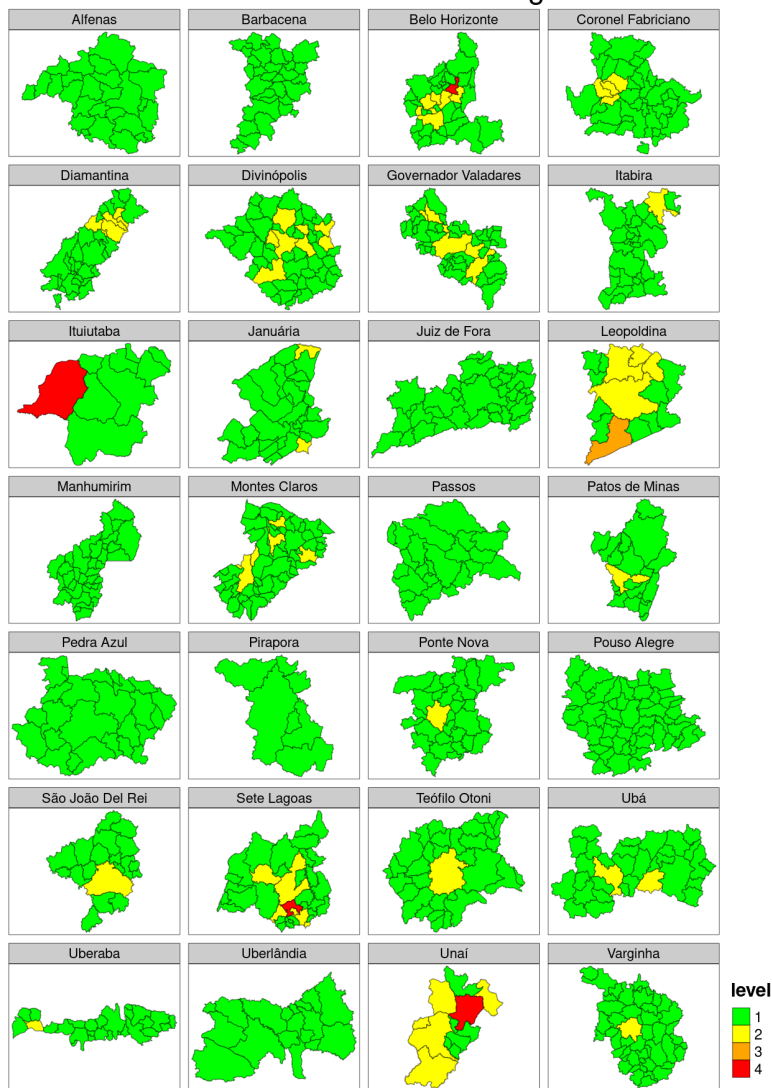 Alfenas
Barbacena
Belo Horizonte
Coronel Fabriciano
Diamantina
Divinópolis
Governador Valadares
Itabira
Ituiutaba
Januária
Juiz de Fora
Leopoldina
Manhumirim
Montes Claros
Passos
Patos de Minas
Pedra Azul
Pirapora
Ponte Nova
Pouso Alegre
São João Del Rei
Sete Lagoas
Teófilo Otoni
Ubá
Uberaba
Uberlândia
Unaí
Varginha
level
1
2
3
4